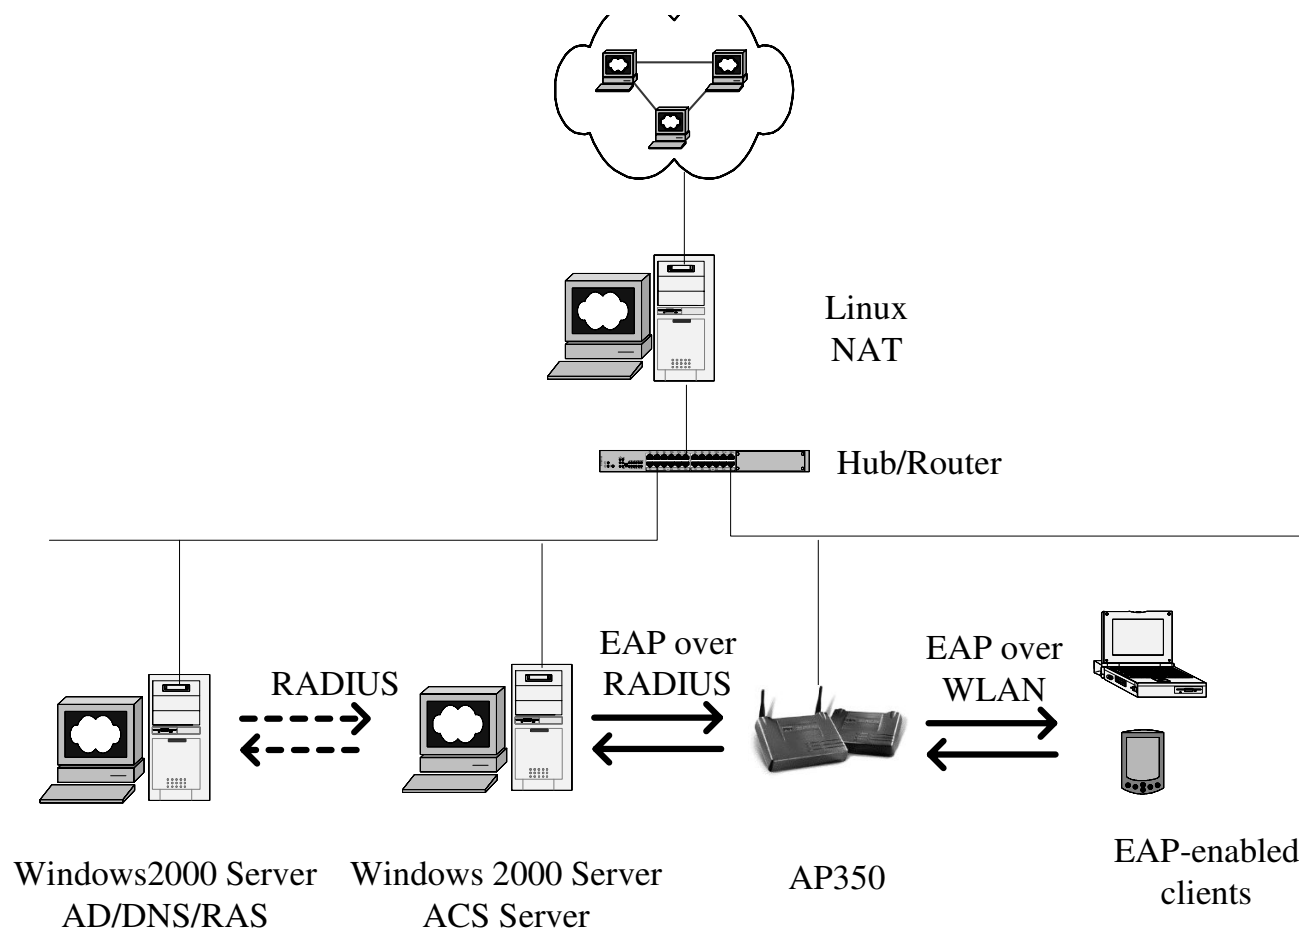 Linux
NAT
Hub/Router
RADIUS
EAP over
RADIUS
EAP over
WLAN
Windows2000 Server
AD/DNS/RAS
Windows 2000 Server
ACS Server
AP350
EAP-enabled
clients